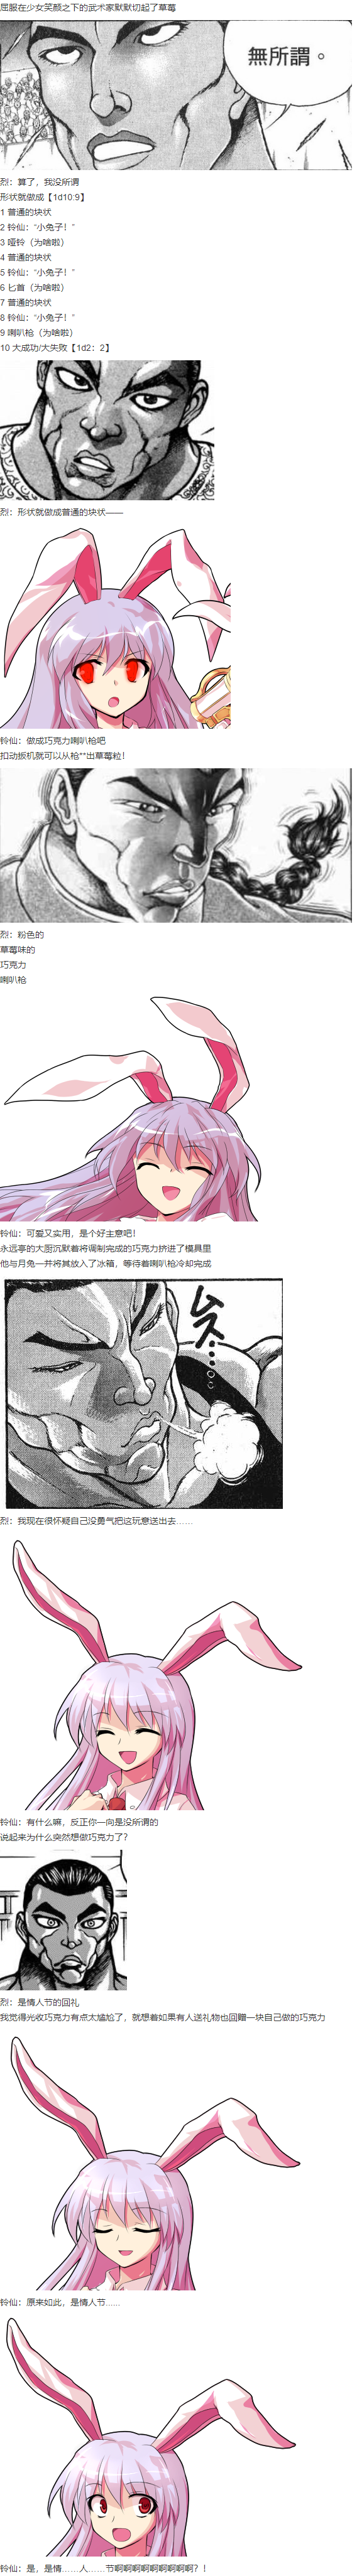 屈服在少女笑颜之下的武术家默默切起了草莓
無所謂。
烈：算了，我没所谓
形状就做成【1d10:9】
1 普通的块状
2 铃仙：“小兔子！”
3 哑铃（为啥啦）
4 普通的块状
5 铃仙：“小兔子！”
6 匕首（为啥啦）
7 普通的块状
8 铃仙：“小兔子！”
9 喇叭枪（为啥啦）
10 大成功/大失败【1d2：2】
烈：形状就做成普通的块状——
铃仙：做成巧克力喇叭枪吧
扣动扳机就可以从枪**出草莓粒！
烈：粉色的
草莓味的
巧克力
喇叭枪
铃仙：可爱又实用，是个好主意吧！
永远亭的大厨沉默着将调制完成的巧克力挤进了模具里
他与月兔一并将其放入了冰箱，等待着喇叭枪冷却完成
ムス……
烈：我现在很怀疑自己没勇气把这玩意送出去……
铃仙：有什么嘛，反正你一向是没所谓的
说起来为什么突然想做巧克力了？
烈：是情人节的回礼
我觉得光收巧克力有点太尴尬了，就想着如果有人送礼物也回赠一块自己做的巧克力
铃仙：原来如此，是情人节......
铃仙：是，是情……人……节啊啊啊啊啊啊啊啊啊？！